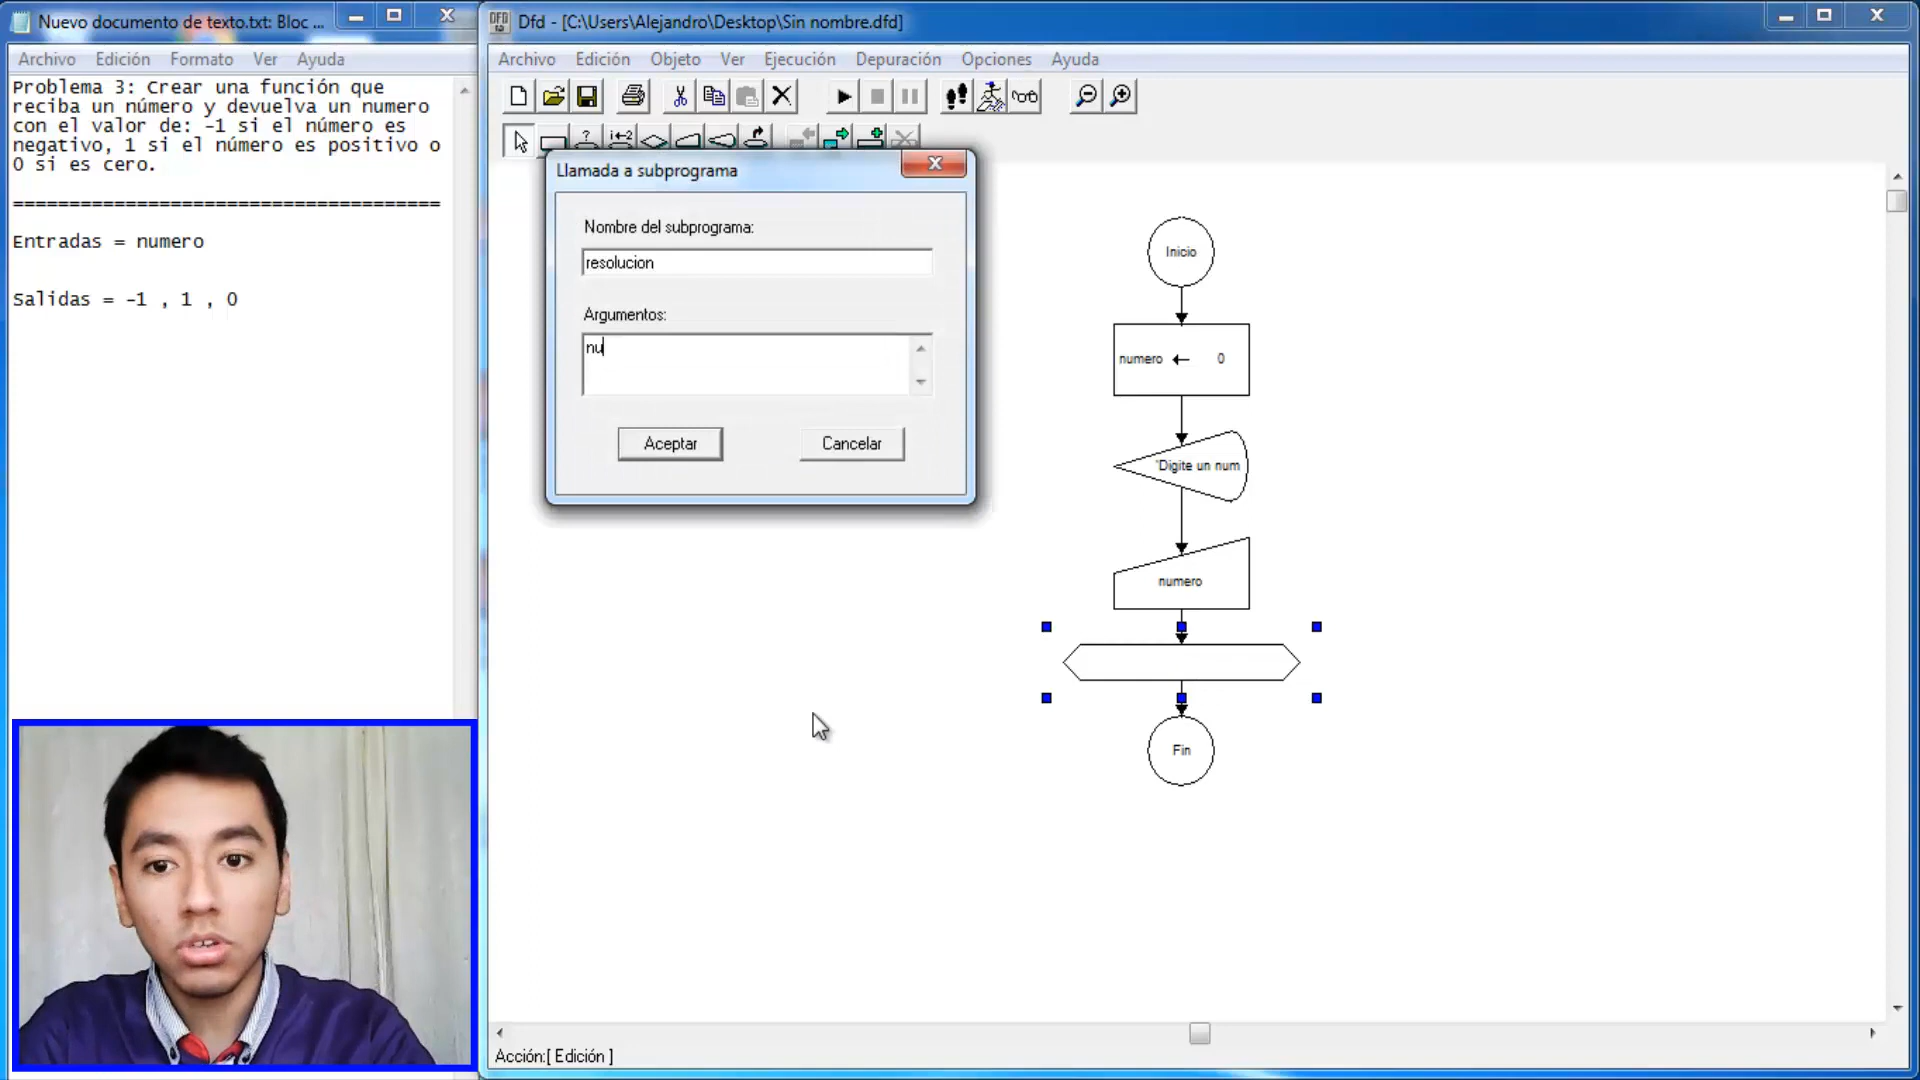 Nuevo documento de texto.txt: Bloc ...
Archivo Edición Formato Ver Ayuda
Problema 3: Crear una función que
reciba un número y devuelva un numero
con el valor de: -1 si el número es
negativo, 1 si el número es positivo o
0 si es cero.
======================================
Entradas = numero
Salidas = -1 , 1 , 0
Dfd - [C:\Users\Alejandro\Desktop\Sin nombre.dfd]
Archivo Edición Objeto Ver Ejecución Depuración Opciones Ayuda
Llamada a subprograma
Nombre del subprograma:
resolucion
Argumentos:
nu
Aceptar Cancelar
Inicio
numero ← 0
'Digite un num
numero
Fin
Acción:[ Edición ]